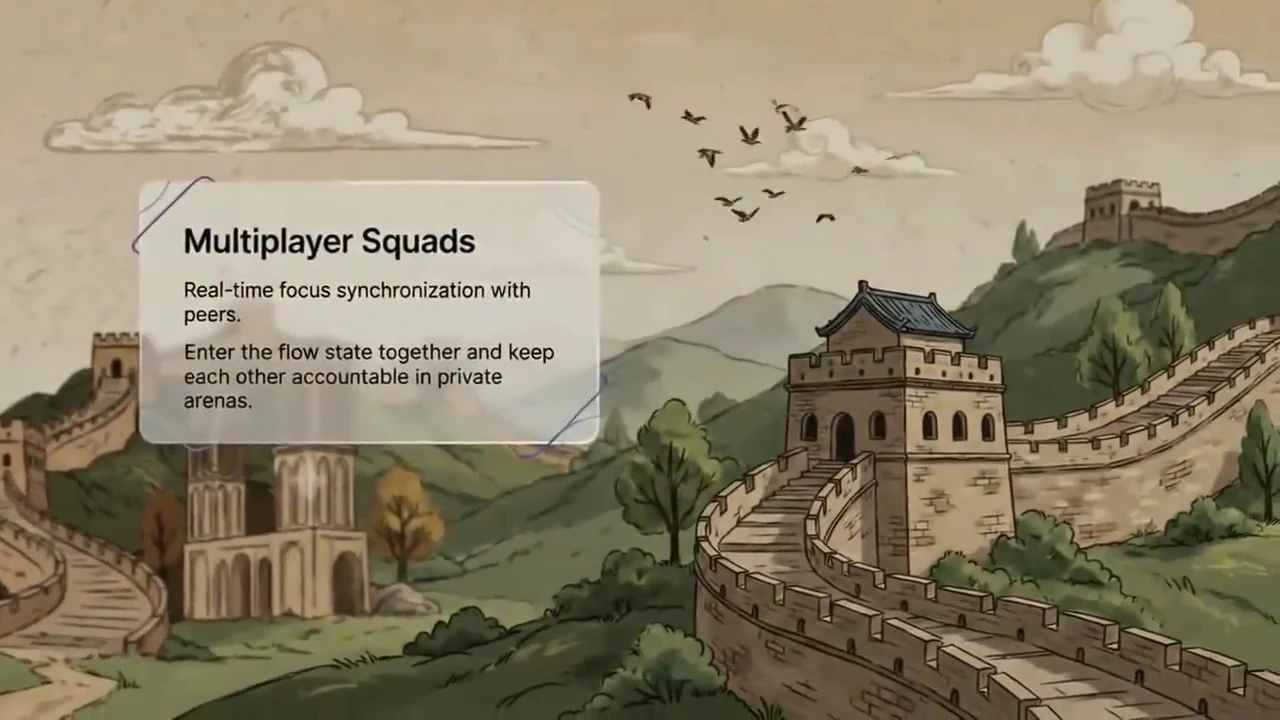 Multiplayer Squads
Real-time focus synchronization with
peers.
Enter the flow state together and keep
each other accountable in private
arenas.